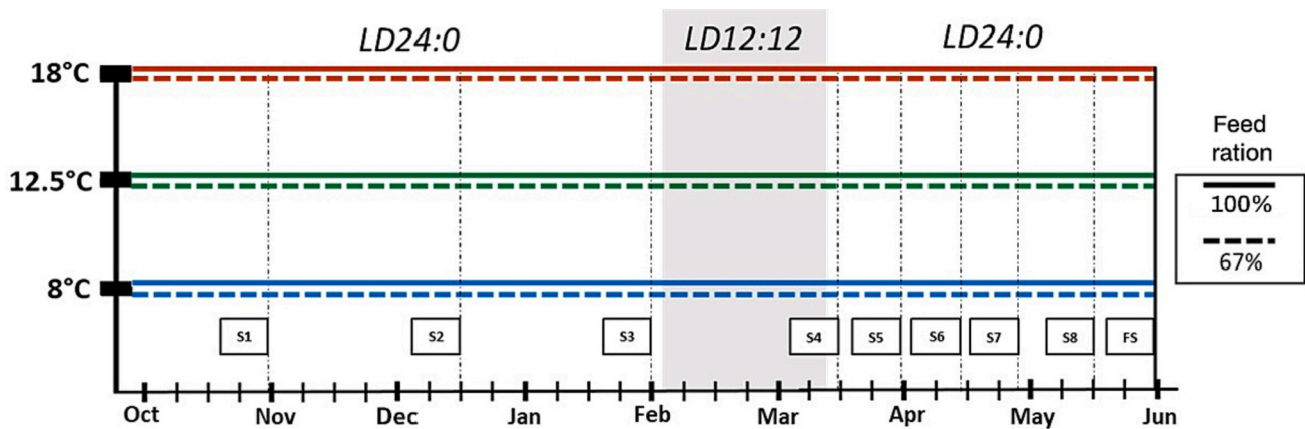 LD24:0 LD12:12 LD24:0
18°C
12.5°C
8°C
Feed
ration
100%
67%
S1 S2 S3 S4 S5 S6 S7 S8 FS
Oct Nov Dec Jan Feb Mar Apr May Jun